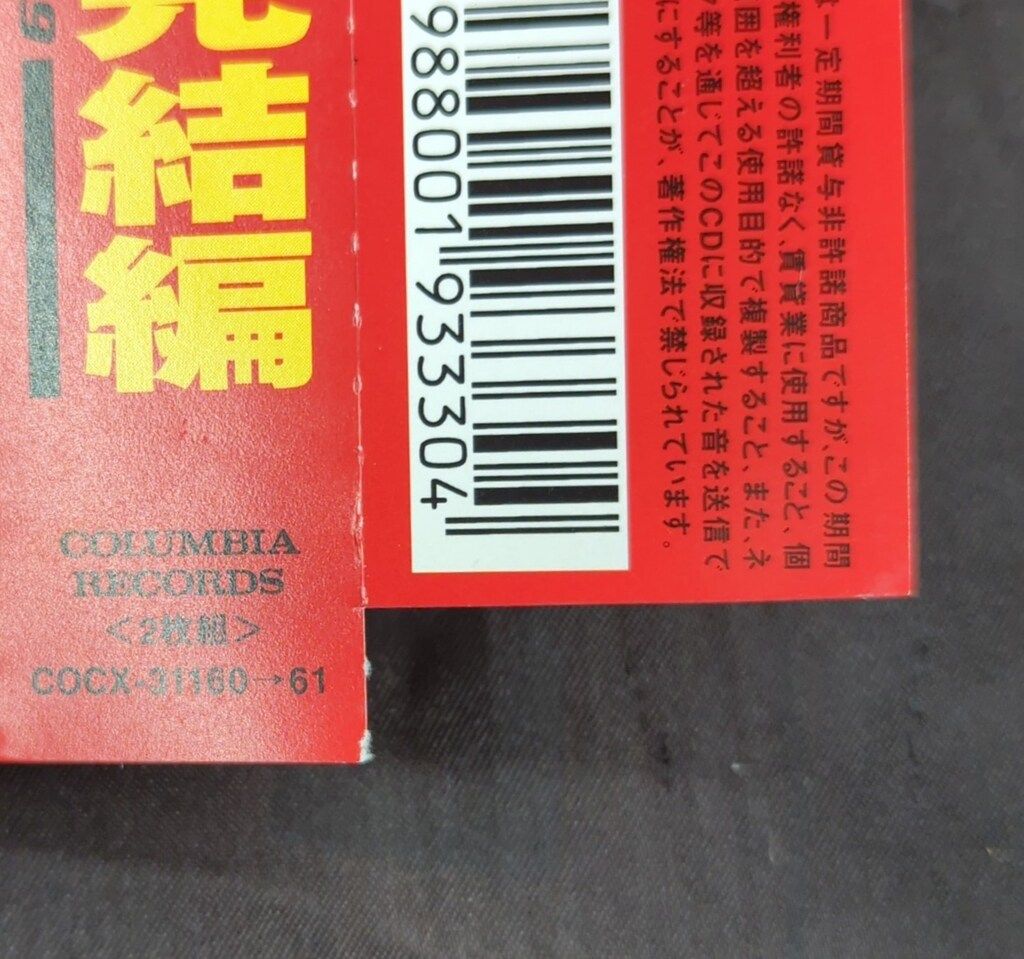 完結編
COLUMBIA
RECORDS
<2枚組>
COCX-31160→61
988001933304
一定期間貸与非許諾商品ですが、この期間
権利者の許諾なく、賃貸業に使用すること、個
囲を超える使用目的で複製すること、また、ネ
等を通じてこのCDに収録された音を送信で
にすることが、著作権法で禁じられています。